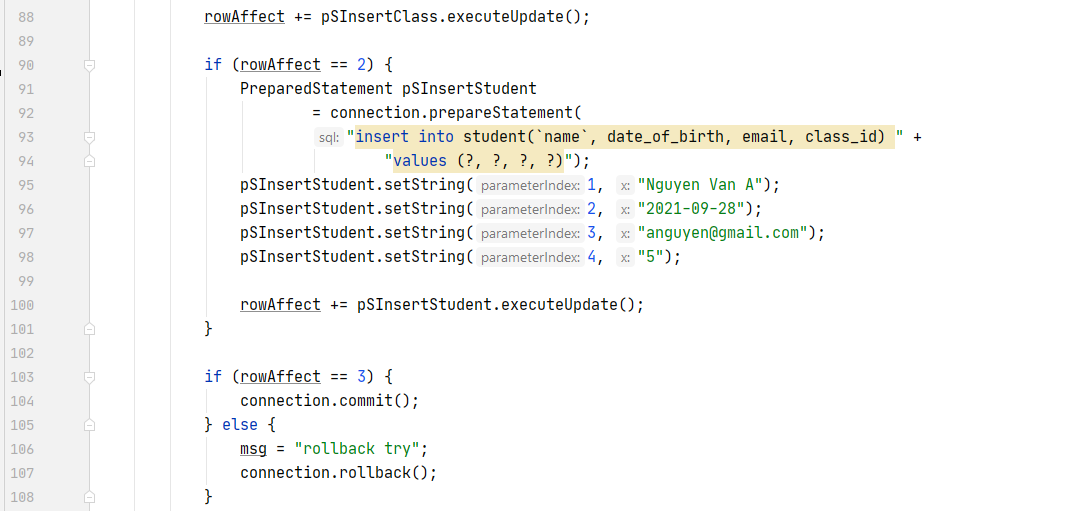 88 rowAffect += pSInsertClass.executeUpdate();
89
90 if (rowAffect == 2) {
91 PreparedStatement pSInsertStudent
92 = connection.prepareStatement(
93 sql: "insert into student(`name`, date_of_birth, email, class_id) " +
94 "values (?, ?, ?, ?)");
95 pSInsertStudent.setString( parameterIndex: 1, x: "Nguyen Van A");
96 pSInsertStudent.setString( parameterIndex: 2, x: "2021-09-28");
97 pSInsertStudent.setString( parameterIndex: 3, x: "anguyen@gmail.com");
98 pSInsertStudent.setString( parameterIndex: 4, x: "5");
99
100 rowAffect += pSInsertStudent.executeUpdate();
101 }
102
103 if (rowAffect == 3) {
104 connection.commit();
105 } else {
106 msg = "rollback try";
107 connection.rollback();
108 }